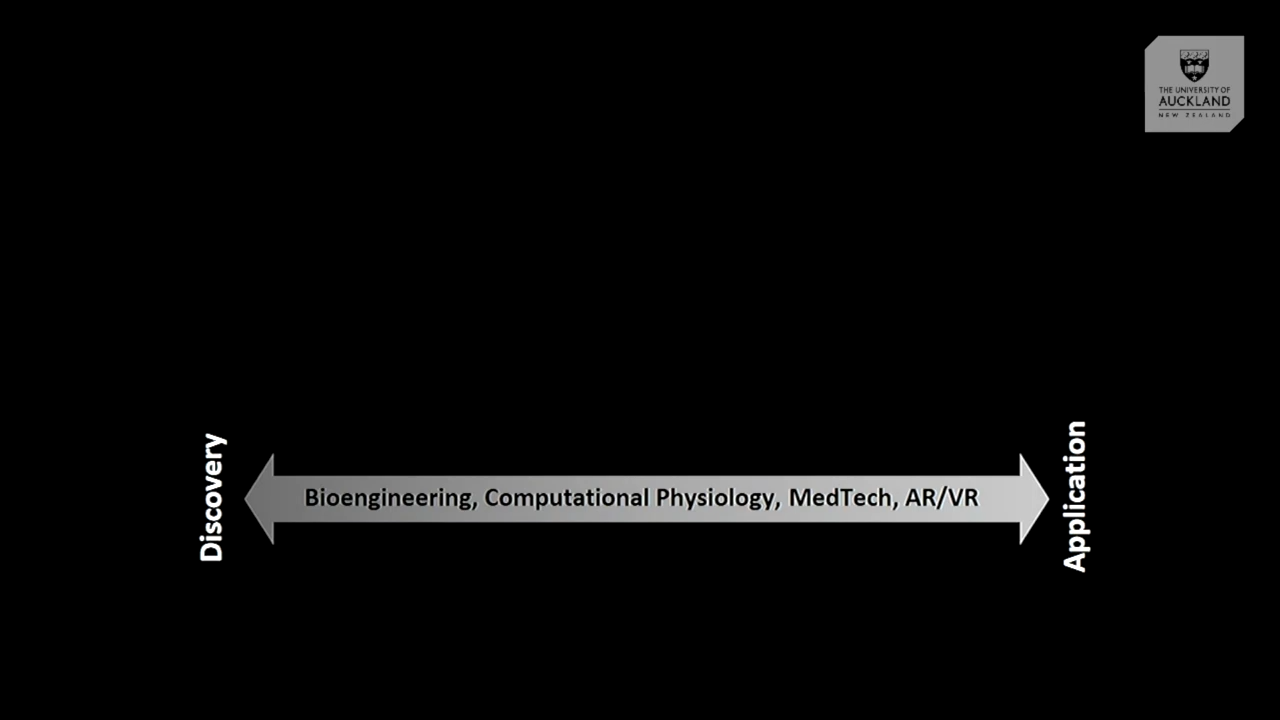 THE UNIVERSITY OF
AUCKLAND
NEW ZEALAND
Discovery
Bioengineering, Computational Physiology, MedTech, AR/VR
Application